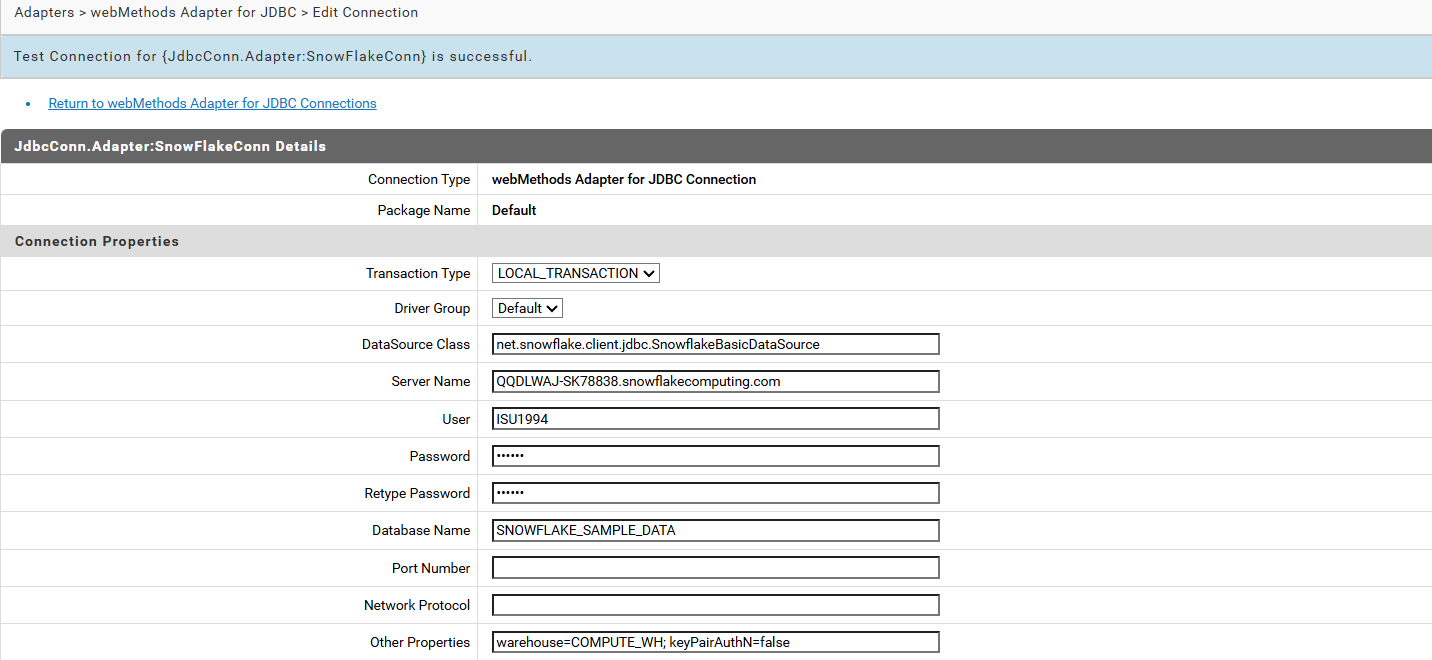 Adapters > webMethods Adapter for JDBC > Edit Connection
Test Connection for {JdbcConn.Adapter:SnowFlakeConn} is successful.
Return to webMethods Adapter for JDBC Connections
JdbcConn.Adapter:SnowFlakeConn Details
Connection Type webMethods Adapter for JDBC Connection
Package Name Default
Connection Properties
Transaction Type LOCAL_TRANSACTION
Driver Group Default
DataSource Class net.snowflake.client.jdbc.SnowflakeBasicDataSource
Server Name QQDLWAJ-SK78838.snowflakecomputing.com
User ISU1994
Password ••••••
Retype Password ••••••
Database Name SNOWFLAKE_SAMPLE_DATA
Port Number
Network Protocol
Other Properties warehouse=COMPUTE_WH; keyPairAuthN=false